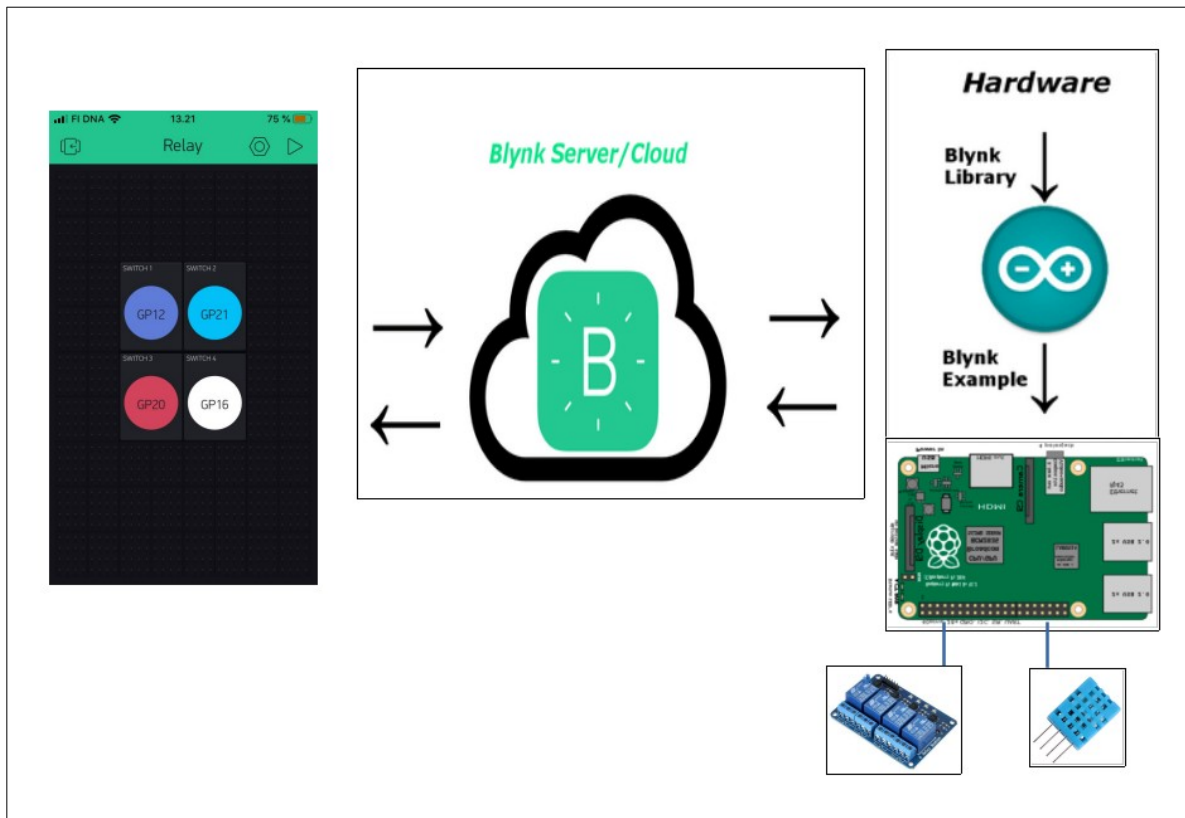 FI DNA
13.21
75 %
Relay
SWITCH 1
SWITCH 2
GP12
GP21
SWITCH 3
SWITCH 4
GP20
GP16
Blynk Server/Cloud
B
Hardware
Blynk
Library
Blynk
Example
HDMI